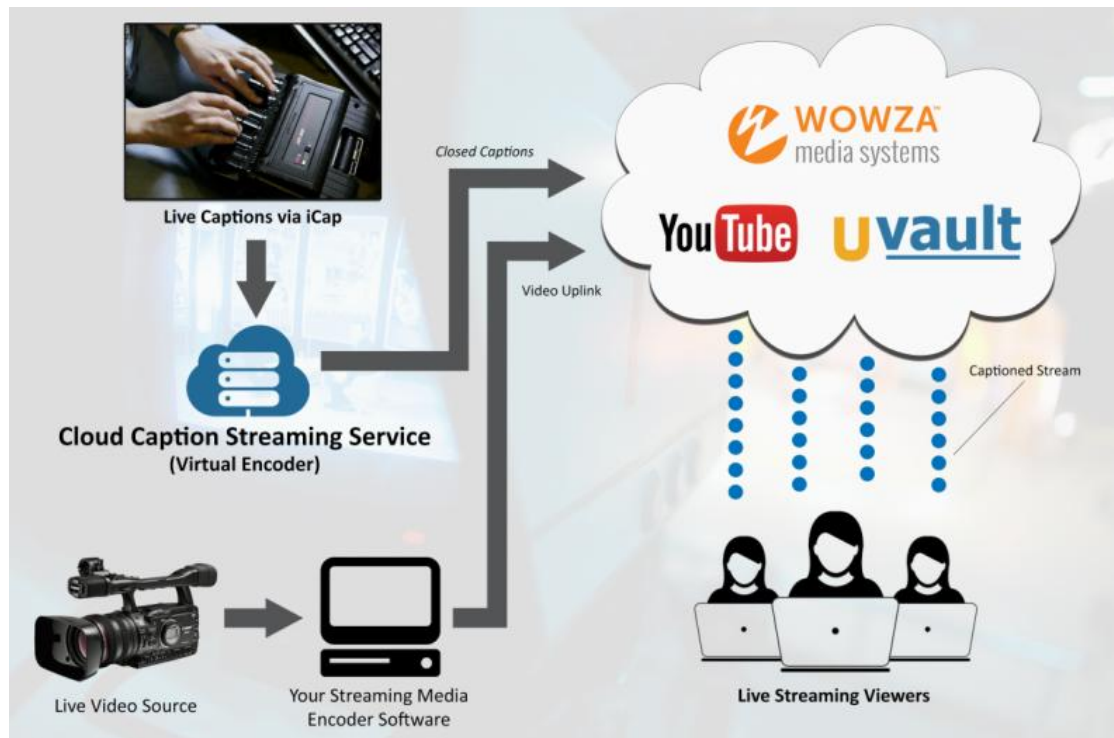 Live Captions via iCap
Closed Captions
WOWZA™
media systems
YouTube
uvault
Video Uplink
Cloud Caption Streaming Service
(Virtual Encoder)
Captioned Stream
Live Video Source
Your Streaming Media
Encoder Software
Live Streaming Viewers